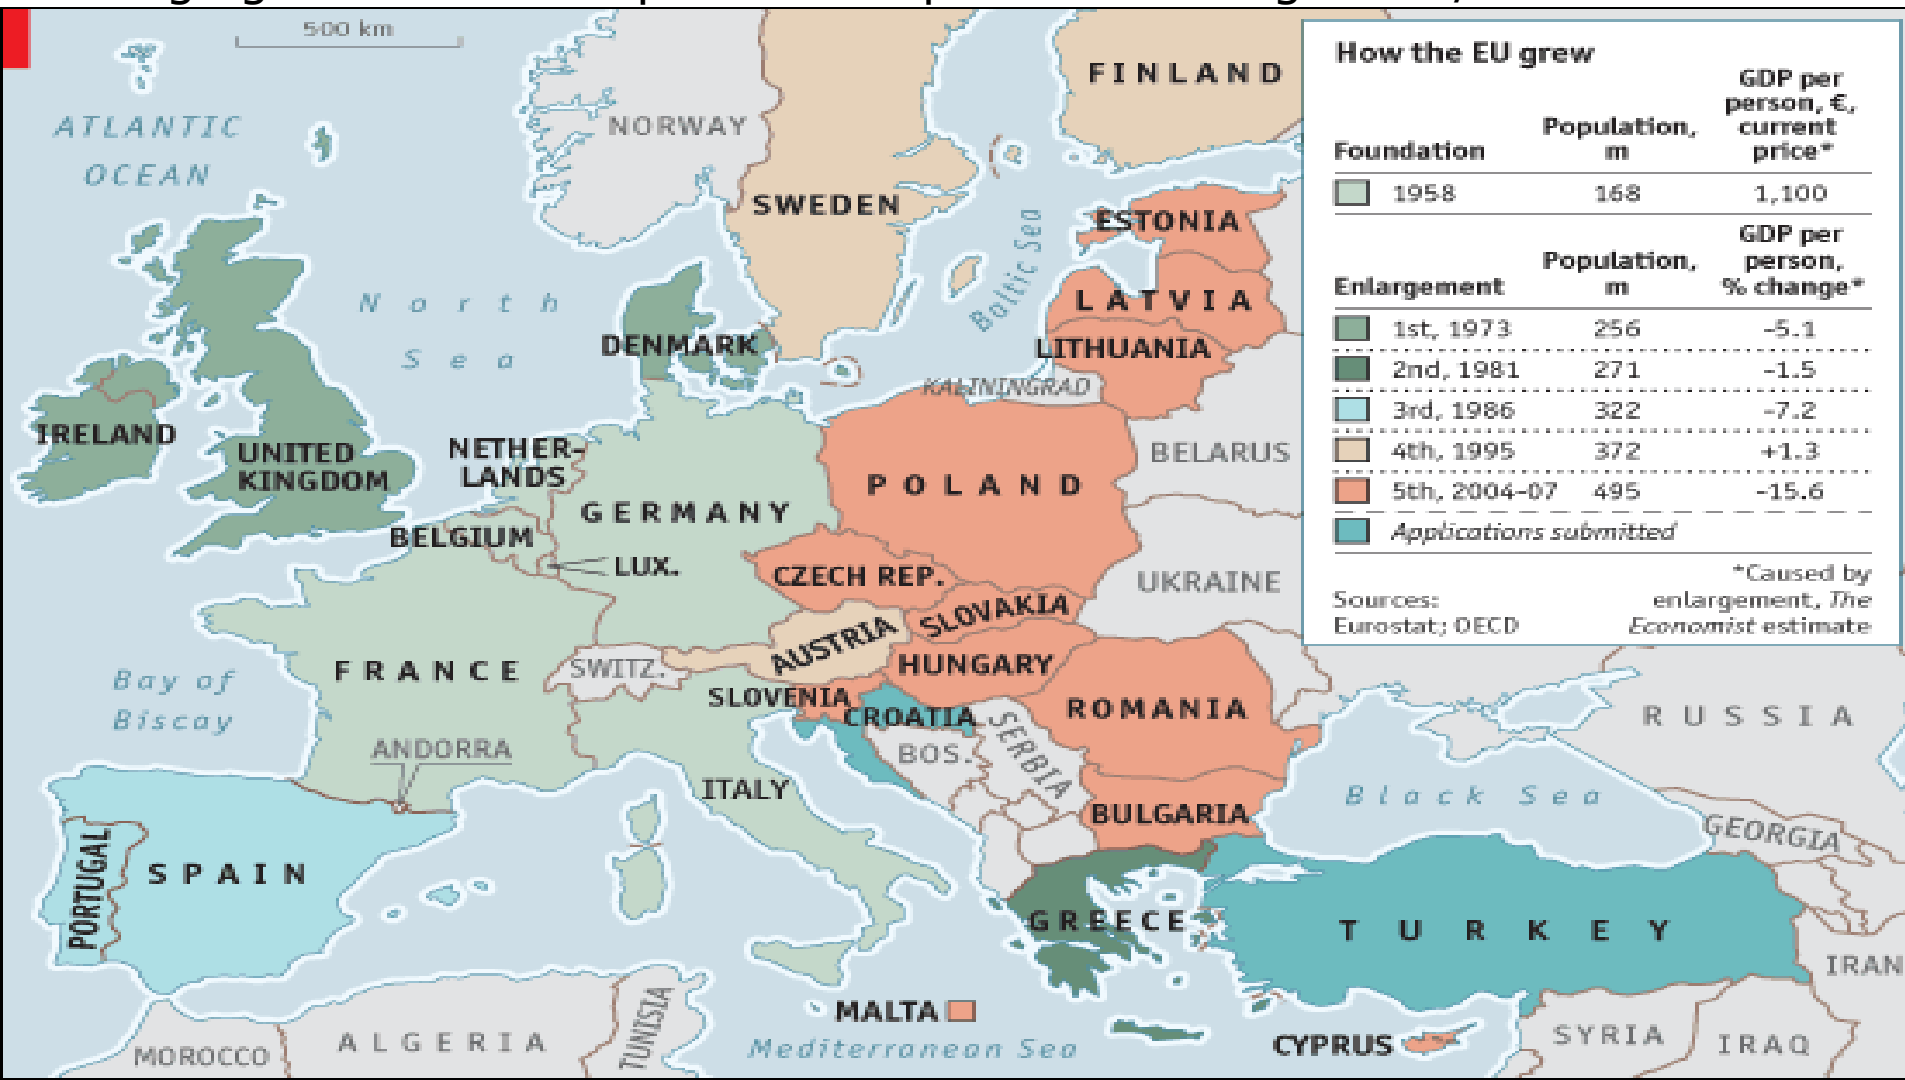 500 km
ATLANTIC
OCEAN
NORWAY
FINLAND
SWEDEN
ESTONIA
Baltic Sea
LATVIA
LITHUANIA
KALININGRAD
North
Sea
DENMARK
IRELAND
UNITED
KINGDOM
NETHER-
LANDS
BELGIUM
LUX.
GERMANY
POLAND
BELARUS
UKRAINE
CZECH REP.
SLOVAKIA
AUSTRIA
HUNGARY
SWITZ.
FRANCE
Bay of
Biscay
ANDORRA
SLOVENIA
CROATIA
BOS.
SERBIA
ROMANIA
BULGARIA
ITALY
PORTUGAL
SPAIN
GREECE
TURKEY
Black Sea
RUSSIA
GEORGIA
IRAN
IRAQ
SYRIA
CYPRUS
MALTA
Mediterranean Sea
TUNISIA
ALGERIA
MOROCCO
How the EU grew
Foundation
Population,
m
GDP per
person, €,
current
price*
1958 168 1,100
Enlargement
Population,
m
GDP per
person,
% change*
1st, 1973 256 -5.1
2nd, 1981 271 -1.5
3rd, 1986 322 -7.2
4th, 1995 372 +1.3
5th, 2004-07 495 -15.6
Applications submitted
Sources:
Eurostat; OECD
*Caused by
enlargement, The
Economist estimate